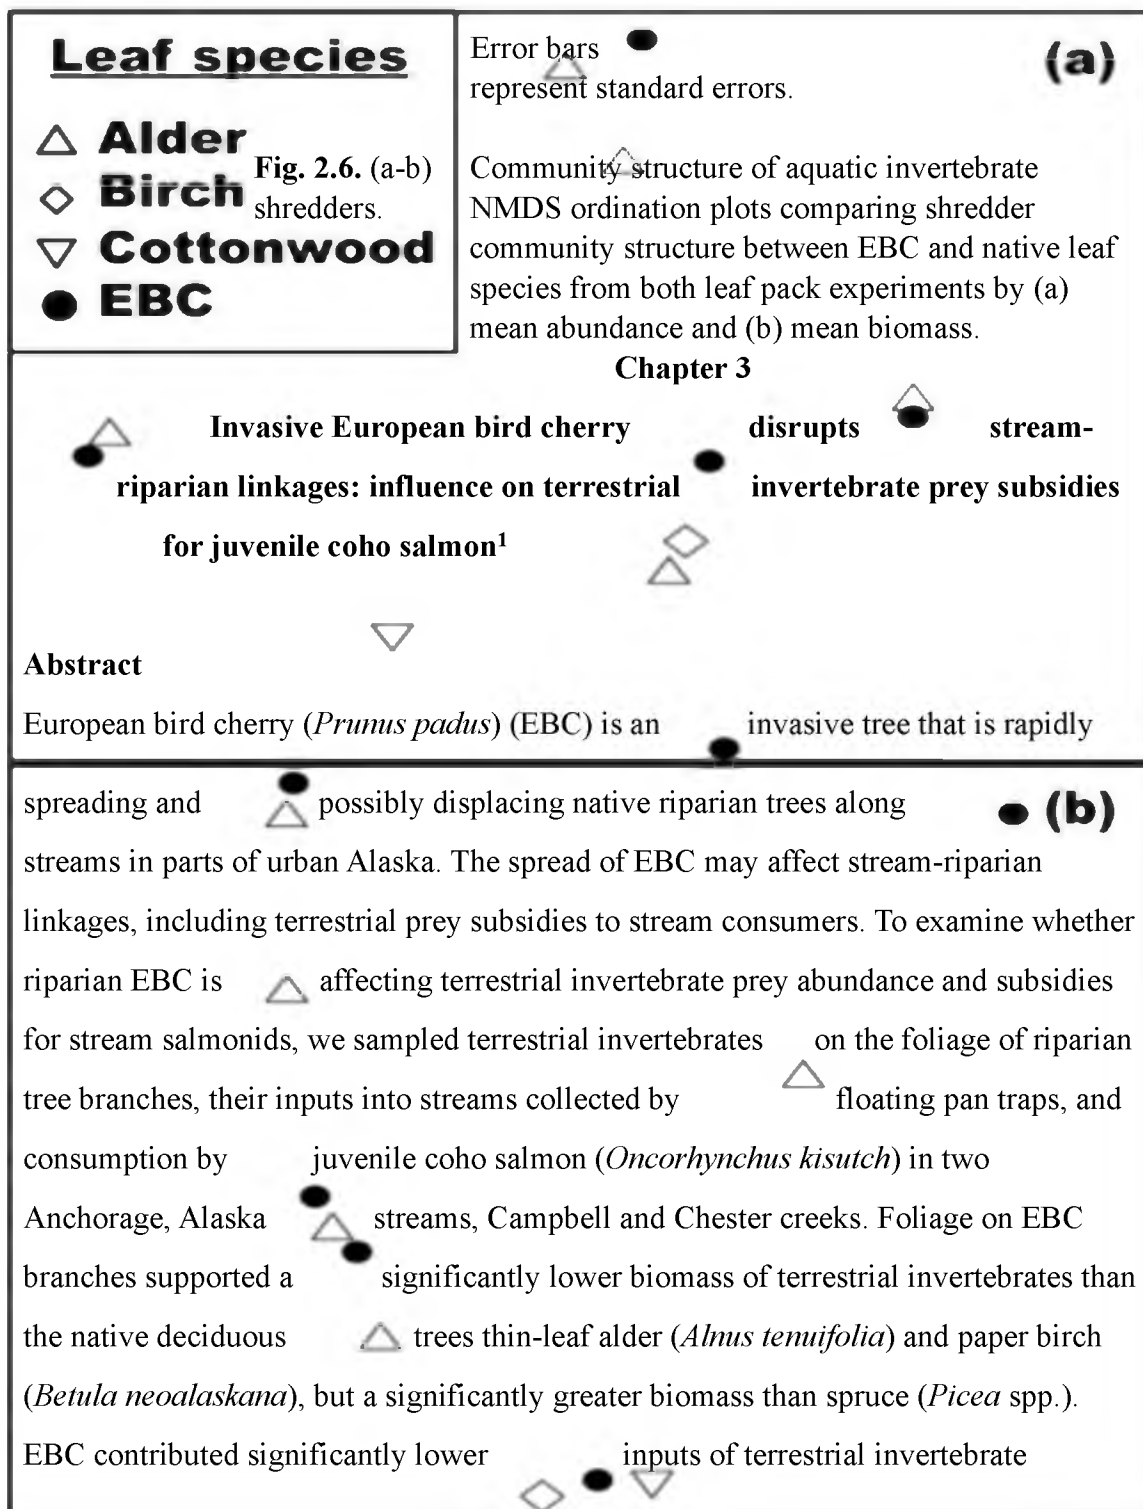 Leaf species
Alder
Birch
Cottonwood
EBC
Fig. 2.6. (a-b)
shredders.
Error bars
represent standard errors.
(a)
Community structure of aquatic invertebrate
NMDS ordination plots comparing shredder
community structure between EBC and native leaf
species from both leaf pack experiments by (a)
mean abundance and (b) mean biomass.
Chapter 3
Invasive European bird cherry disrupts stream-
riparian linkages: influence on terrestrial invertebrate prey subsidies
for juvenile coho salmon1
Abstract
European bird cherry (Prunus padus) (EBC) is an invasive tree that is rapidly
spreading and possibly displacing native riparian trees along
(b)
streams in parts of urban Alaska. The spread of EBC may affect stream-riparian
linkages, including terrestrial prey subsidies to stream consumers. To examine whether
riparian EBC is affecting terrestrial invertebrate prey abundance and subsidies
for stream salmonids, we sampled terrestrial invertebrates on the foliage of riparian
tree branches, their inputs into streams collected by floating pan traps, and
consumption by juvenile coho salmon (Oncorhynchus kisutch) in two
Anchorage, Alaska streams, Campbell and Chester creeks. Foliage on EBC
branches supported a significantly lower biomass of terrestrial invertebrates than
the native deciduous trees thin-leaf alder (Alnus tenuifolia) and paper birch
(Betula neoalaskana), but a significantly greater biomass than spruce (Picea spp.).
EBC contributed significantly lower inputs of terrestrial invertebrate